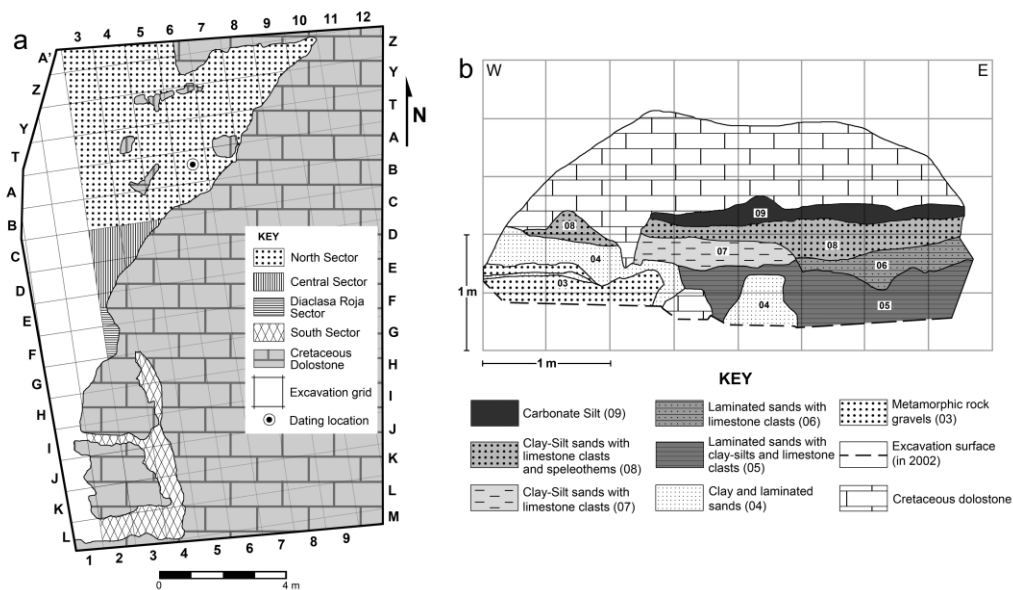 a
3 4 5 6 7 8 9 10 11 12
A'
Z
Y
T
A
B
C
D
E
F
G
H
I
J
K
L
Z
Y
T
A
B
C
D
E
F
G
H
I
J
K
L
M
N
1 2 3 4 5 6 7 8 9
KEY
North Sector
Central Sector
Diaclasa Roja
Sector
South Sector
Cretaceous
Dolostone
Excavation grid
Dating location
0 4 m
b
W E
09
08
08
07
04
06
03
04
05
1 m
1 m
KEY
Carbonate Silt (09)
Clay-Silt sands with
limestone clasts
and speleothems (08)
Clay-Silt sands with
limestone clasts (07)
Laminated sands with
limestone clasts (06)
Laminated sands with
clay-silts and limestone
clasts (05)
Clay and laminated
sands (04)
Metamorphic rock
gravels (03)
Excavation surface
(in 2002)
Cretaceous dolostone